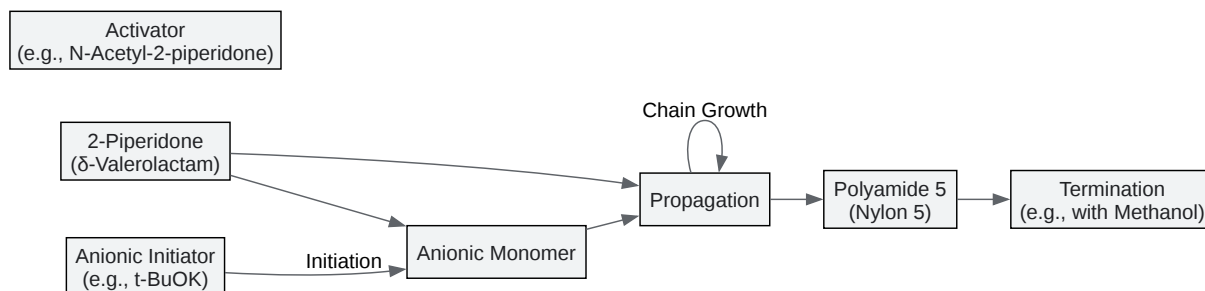 Activator
(e.g., N-Acetyl-2-piperidone)
Chain Growth
2-Piperidone
(δ-Valerolactam)
Propagation
Polyamide 5
(Nylon 5)
Termination
(e.g., with Methanol)
Anionic Initiator
(e.g., t-BuOK)
Initiation
Anionic Monomer